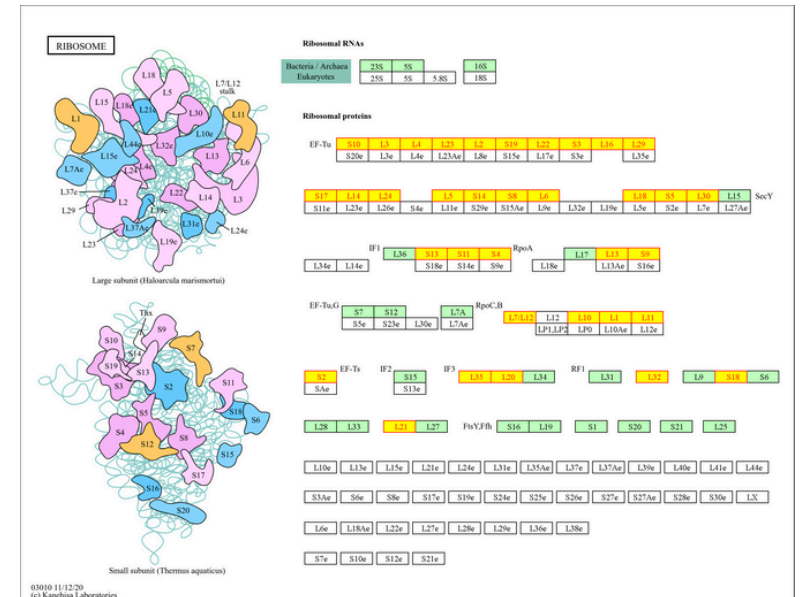 RIBOSOME
L18
L5
L7/L12
stalk
L15
L18e
L21e
L30
L11
L1
L44e
L32e
L10e
L15e
L13
L6
L7Ae
L4e
L24
L37e
L22
L14
L2
L3
L29
L39e
L37Ae
L31e
L24e
L23
L19e
Large subunit (Haloarcula marismortui)
Thx
S9
S10
S14
S7
S19
S13
S3
S2
S11
S5
S18
S6
S4
S12
S8
S15
S17
S16
S20
Small subunit (Thermus aquaticus)
03010 11/12/20
(c) Kanehisa Laboratories
Ribosomal RNAs
Bacteria / Archaea 23S 5S 16S
Eukaryotes 25S 5S 5.8S 18S
Ribosomal proteins
EF-Tu S10 L3 L4 L23 L2 S19 L22 S3 L16 L29
S20e L3e L4e L23Ae L8e S15e L17e S3e L35e
S17 L14 L24 L5 S14 S8 L6 L18 S5 L30 L15 SecY
S11e L23e L26e S4e L11e S29e S15Ae L9e L32e L19e L5e S2e L7e L27Ae
IF1 L36 S13 S11 S4 RpoA L17 L13 S9
L34e L14e S18e S14e S9e L18e L13Ae S16e
EF-Tu,G S7 S12 L7A RpoC,B L7/L12 L12 L10 L1 L11
S5e S23e L30e L7Ae LP1,LP2 LP0 L10Ae L12e
S2 EF-Ts IF2 S15 IF3 L35 L20 L34 RF1 L31 L32 L9 S18 S6
SAe S13e
L28 L33 L21 L27 FtsY,Ffh S16 L19 S1 S20 S21 L25
L10e L13e L15e L21e L24e L31e L35Ae L37e L37Ae L39e L40e L41e L44e
S3Ae S6e S8e S17e S19e S24e S25e S26e S27e S27Ae S28e S30e LX
L6e L18Ae L22e L27e L28e L29e L36e L38e
S7e S10e S12e S21e